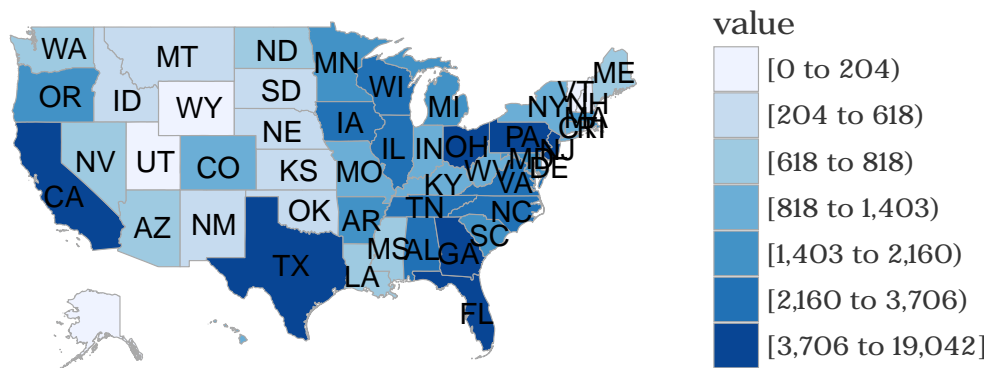 value
[0 to 204)
[204 to 618)
[618 to 818)
[818 to 1,403)
[1,403 to 2,160)
[2,160 to 3,706)
[3,706 to 19,042]
WA
MT
ND
MN
ME
OR
ID
WY
SD
WI
MI
NY
VT
NH
MA
CT
RI
NV
UT
CO
NE
IA
IL
IN
OH
PA
NJ
CA
KS
MO
KY
WV
MD
DE
VA
AZ
NM
OK
AR
TN
NC
TX
LA
MS
AL
GA
SC
FL